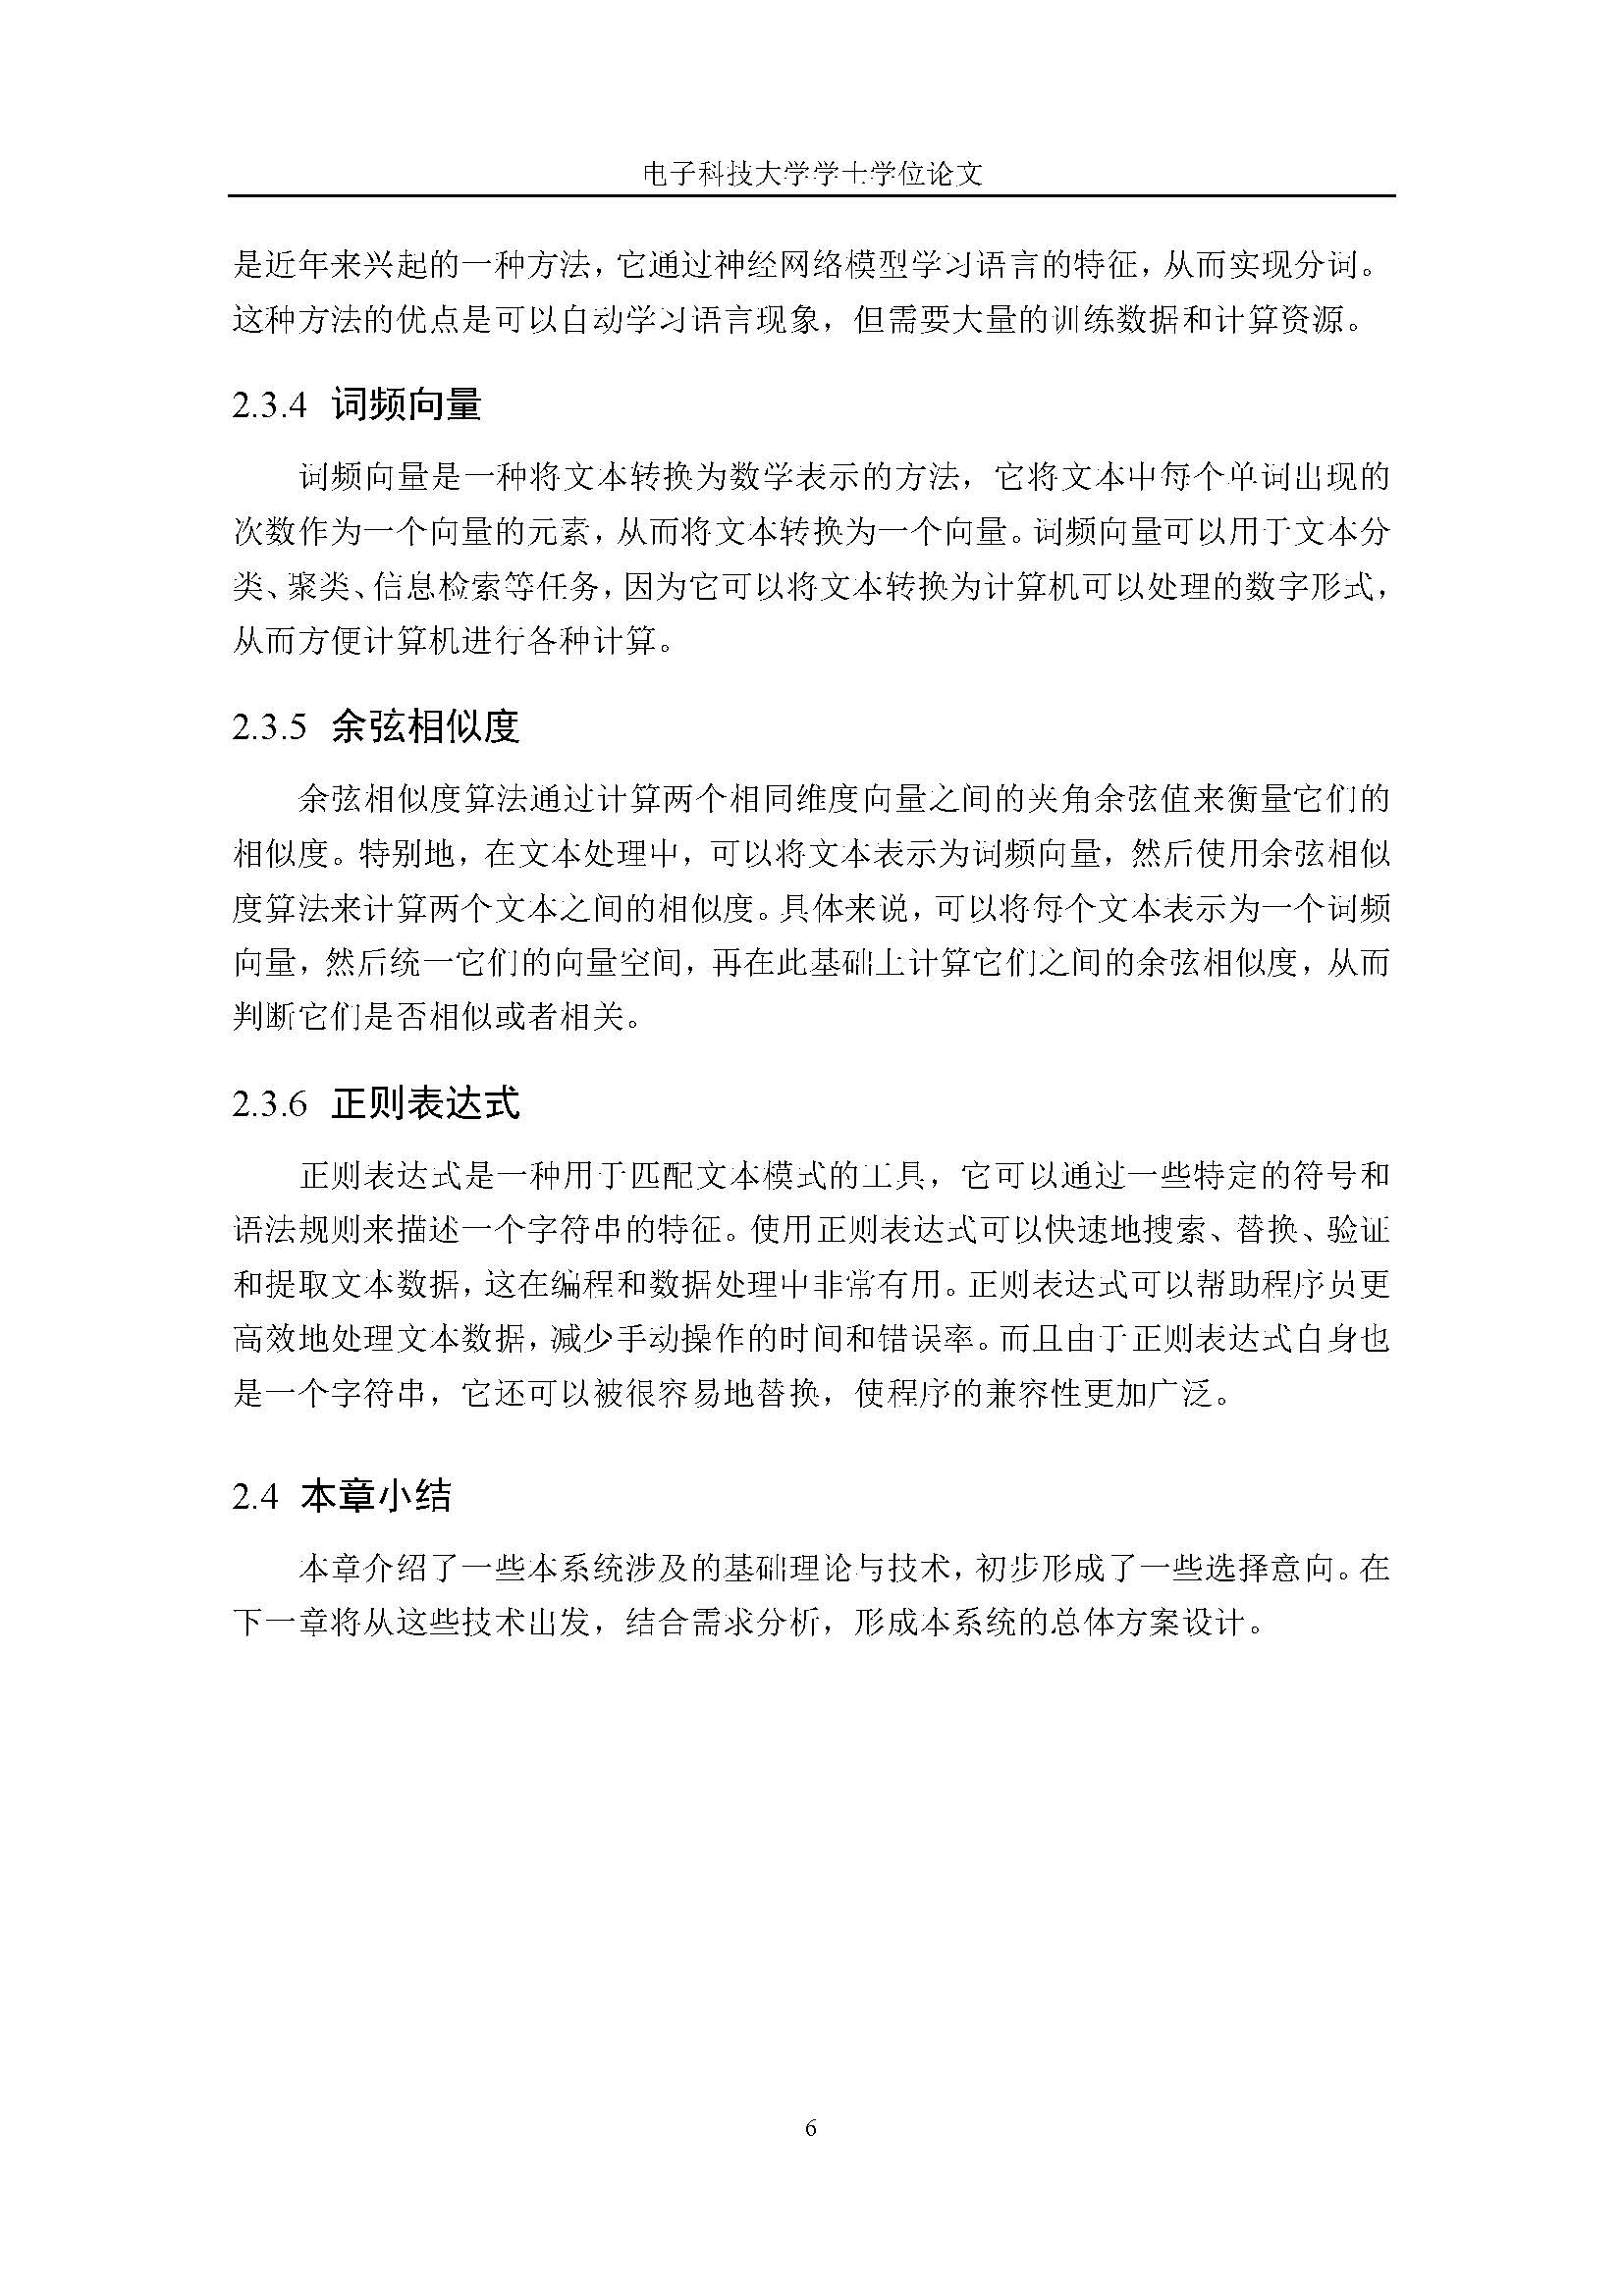 电子科技大学学士学位论文
是近年来兴起的一种方法，它通过神经网络模型学习语言的特征，从而实现分词。
这种方法的优点是可以自动学习语言现象，但需要大量的训练数据和计算资源。
2.3.4 词频向量
词频向量是一种将文本转换为数学表示的方法，它将文本中每个单词出现的
次数作为一个向量的元素，从而将文本转换为一个向量。词频向量可以用于文本分
类、聚类、信息检索等任务，因为它可以将文本转换为计算机可以处理的数字形式，
从而方便计算机进行各种计算。
2.3.5 余弦相似度
余弦相似度算法通过计算两个相同维度向量之间的夹角余弦值来衡量它们的
相似度。特别地，在文本处理中，可以将文本表示为词频向量，然后使用余弦相似
度算法来计算两个文本之间的相似度。具体来说，可以将每个文本表示为一个词频
向量，然后统一它们的向量空间，再在此基础上计算它们之间的余弦相似度，从而
判断它们是否相似或者相关。
2.3.6 正则表达式
正则表达式是一种用于匹配文本模式的工具，它可以通过一些特定的符号和
语法规则来描述一个字符串的特征。使用正则表达式可以快速地搜索、替换、验证
和提取文本数据，这在编程和数据处理中非常有用。正则表达式可以帮助程序员更
高效地处理文本数据，减少手动操作的时间和错误率。而且由于正则表达式自身也
是一个字符串，它还可以被很容易地替换，使程序的兼容性更加广泛。
2.4 本章小结
本章介绍了一些本系统涉及的基础理论与技术，初步形成了一些选择意向。在
下一章将从这些技术出发，结合需求分析，形成本系统的总体方案设计。
6